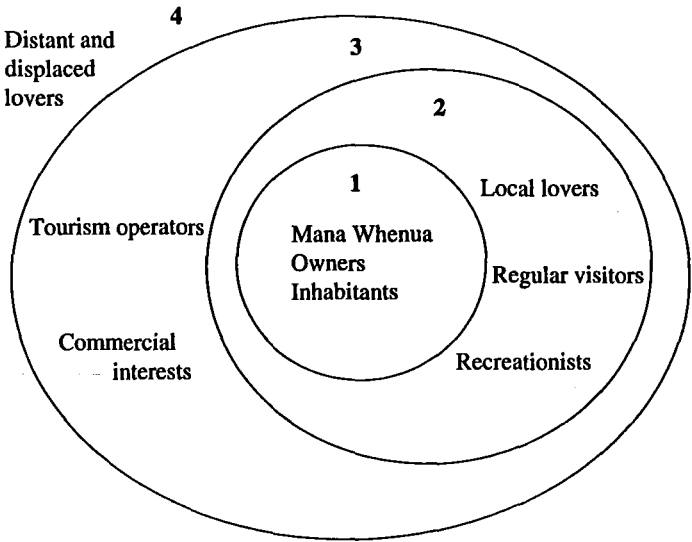 4
Distant and
displaced
lovers
3
2
1
Mana Whenua
Owners
Inhabitants
Local lovers
Regular visitors
Recreationists
Tourism operators
Commercial
interests